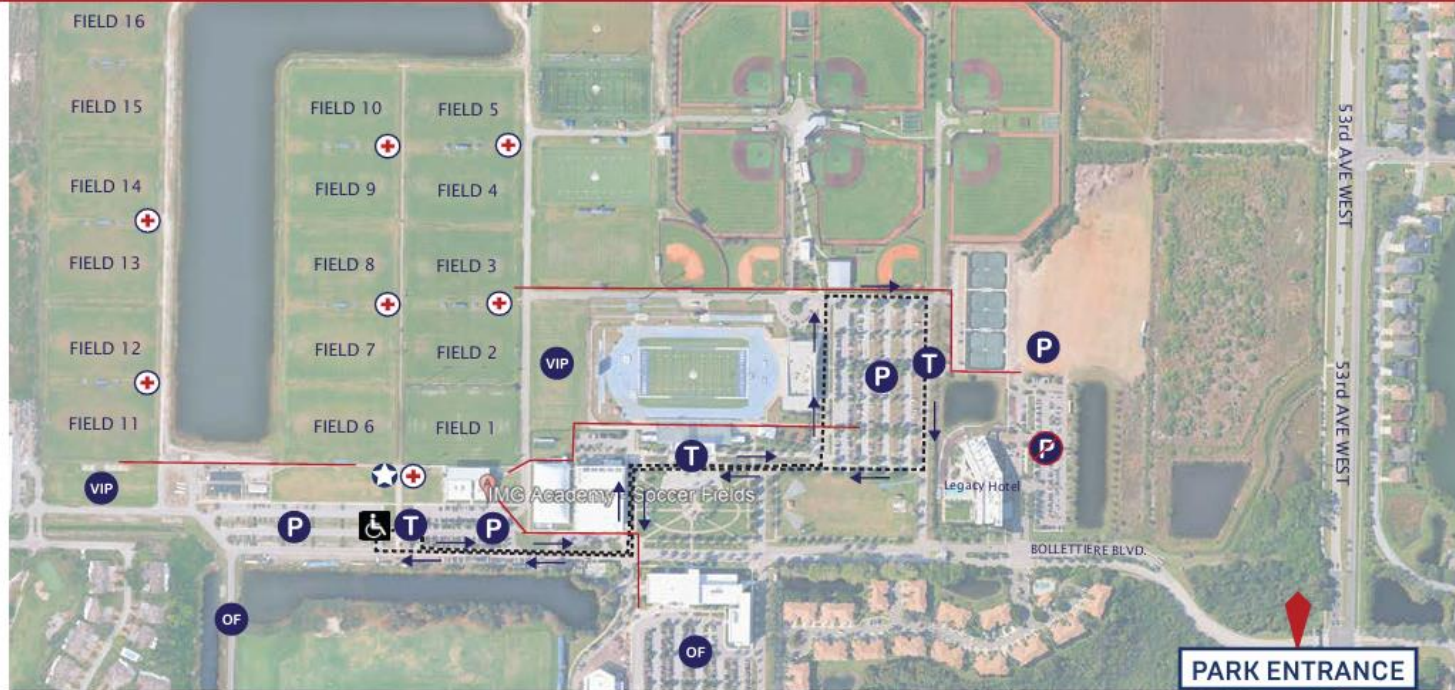 FIELD 16
FIELD 15
FIELD 10
FIELD 5
FIELD 14
FIELD 9
FIELD 4
FIELD 13
FIELD 8
FIELD 3
FIELD 12
FIELD 7
FIELD 2
FIELD 11
FIELD 6
FIELD 1
VIP
VIP
P
T
P
P
T
P
P
T
P
IMG Academy - Soccer Fields
Legacy Hotel
BOLLETTIERE BLVD.
53rd AVE WEST
53rd AVE WEST
OF
OF
PARK ENTRANCE